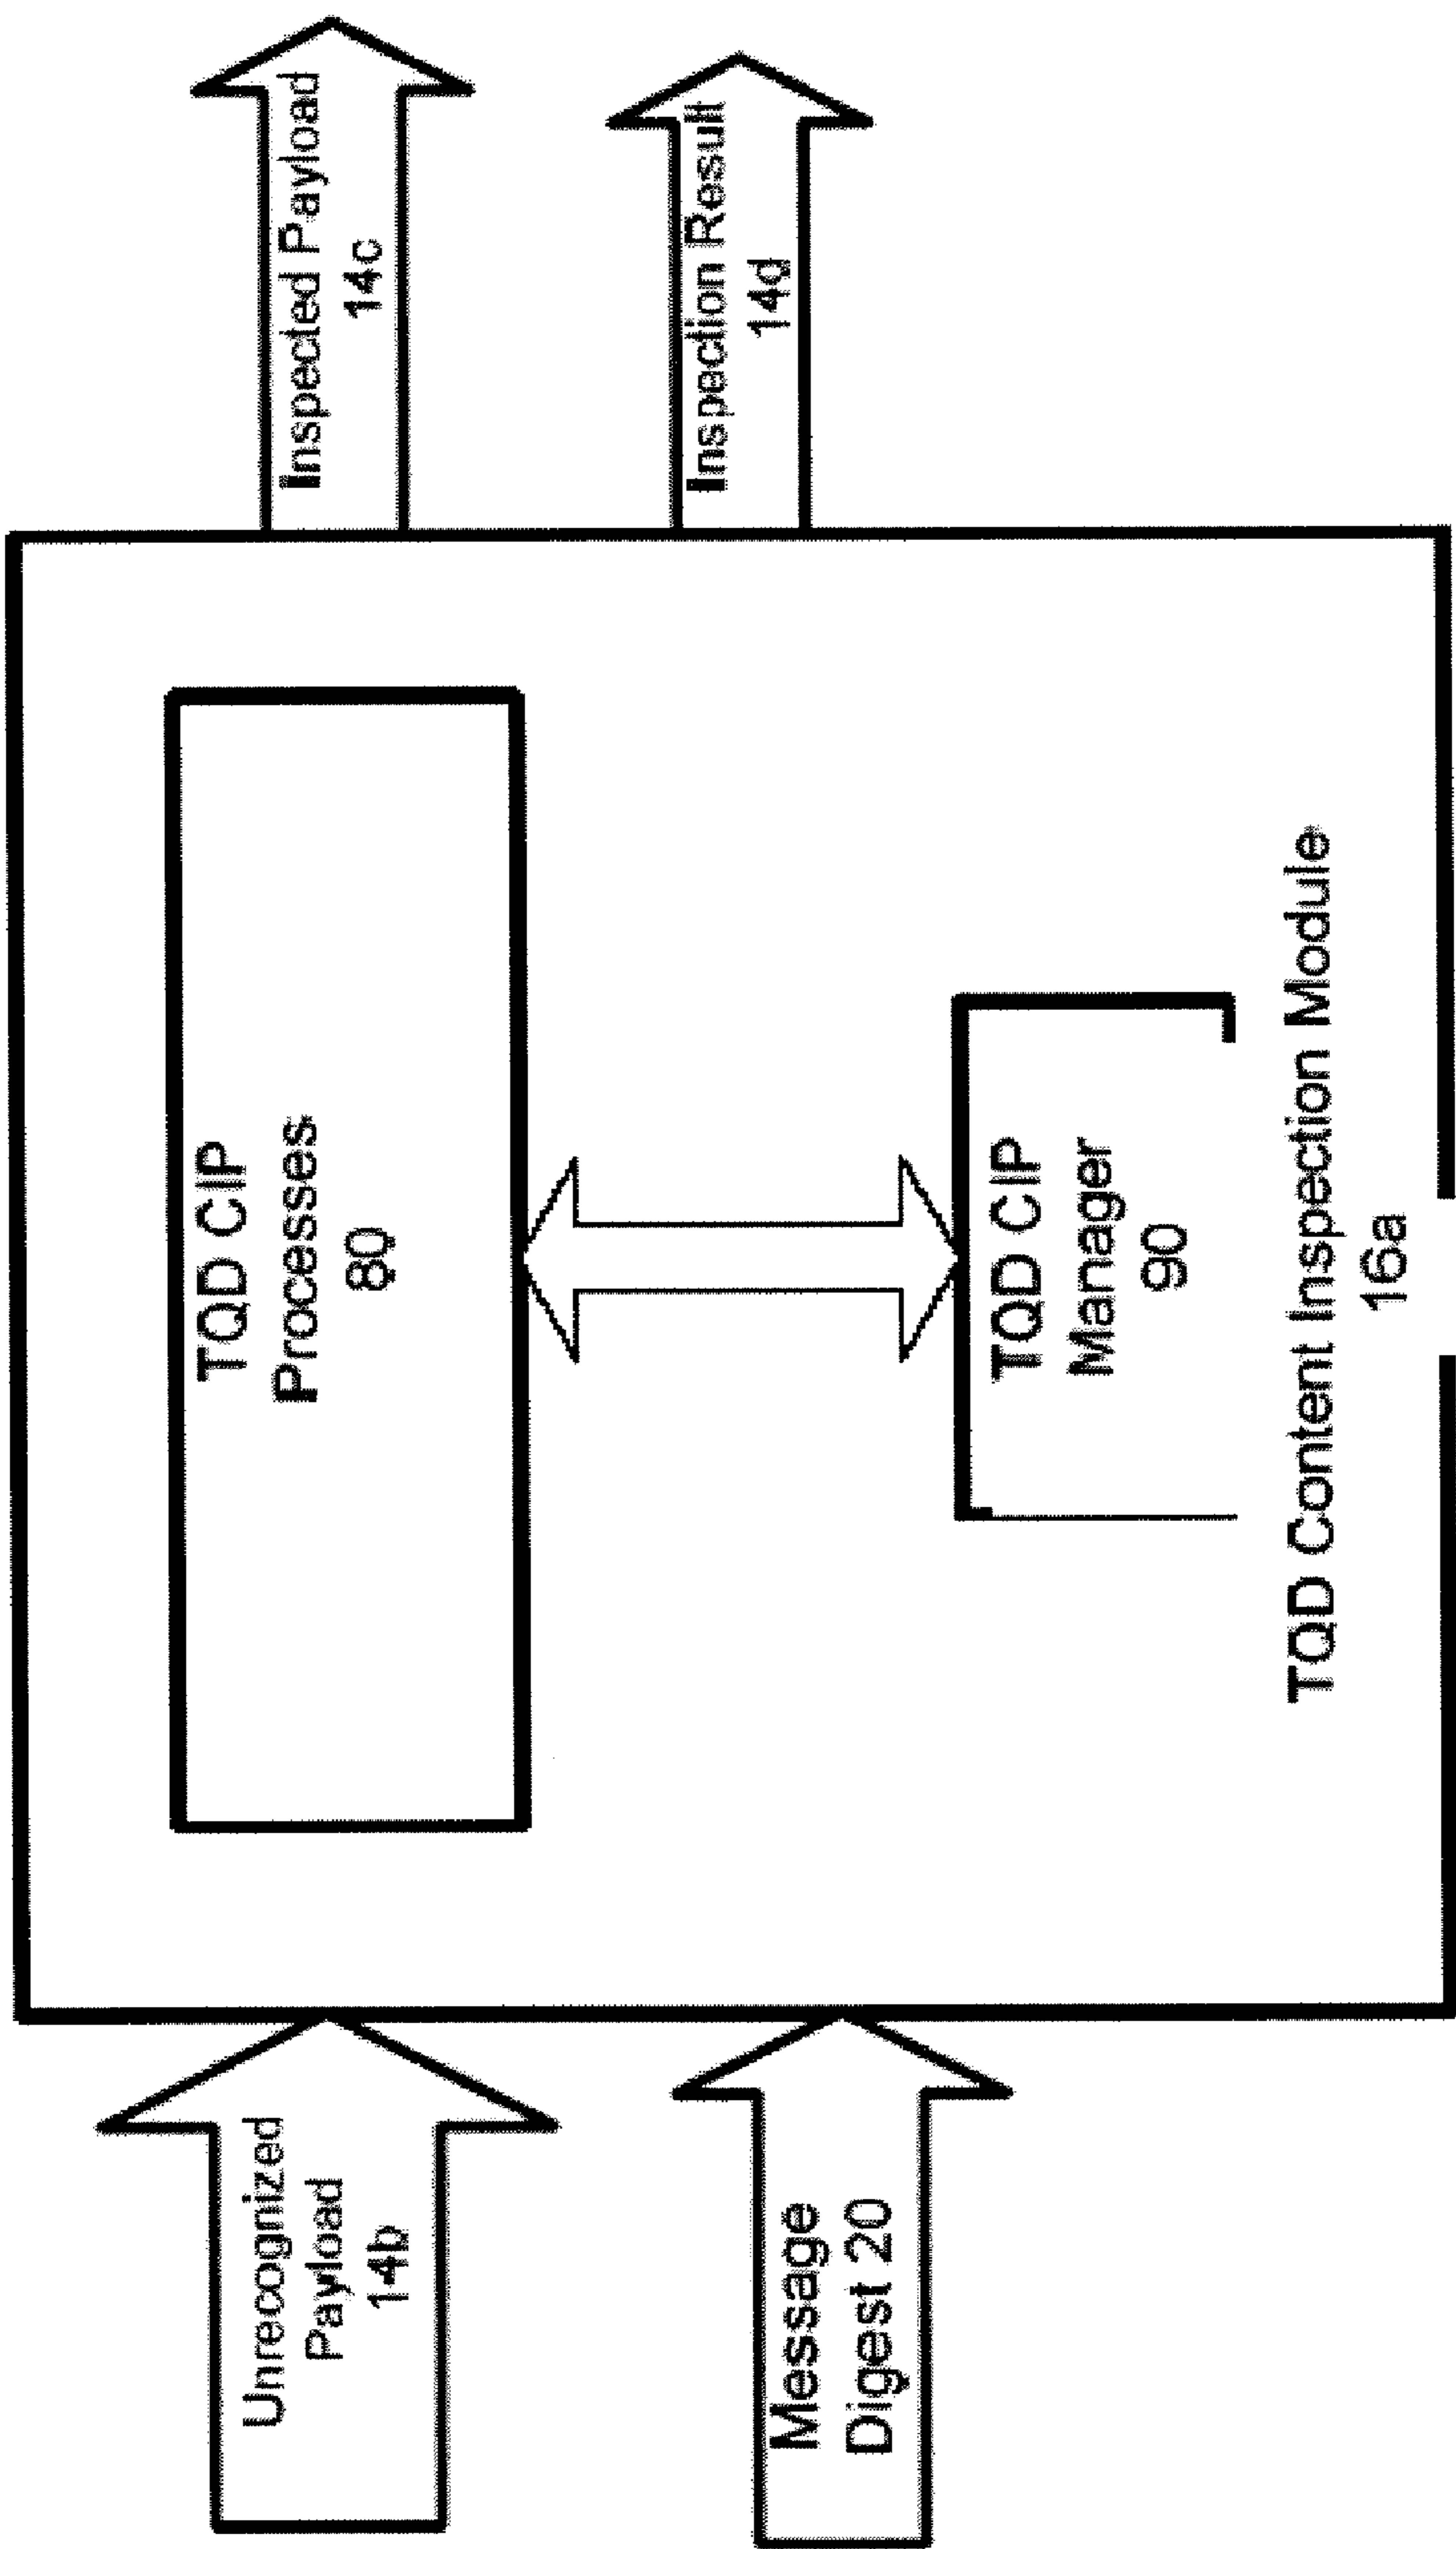 Unrecognized
Payload
14b
Message
Digest 20
TQD CIP
Processes
80
TQD CIP
Manager
90
TQD Content Inspection Module
16a
Inspected Payload
14c
Inspection Result
14d